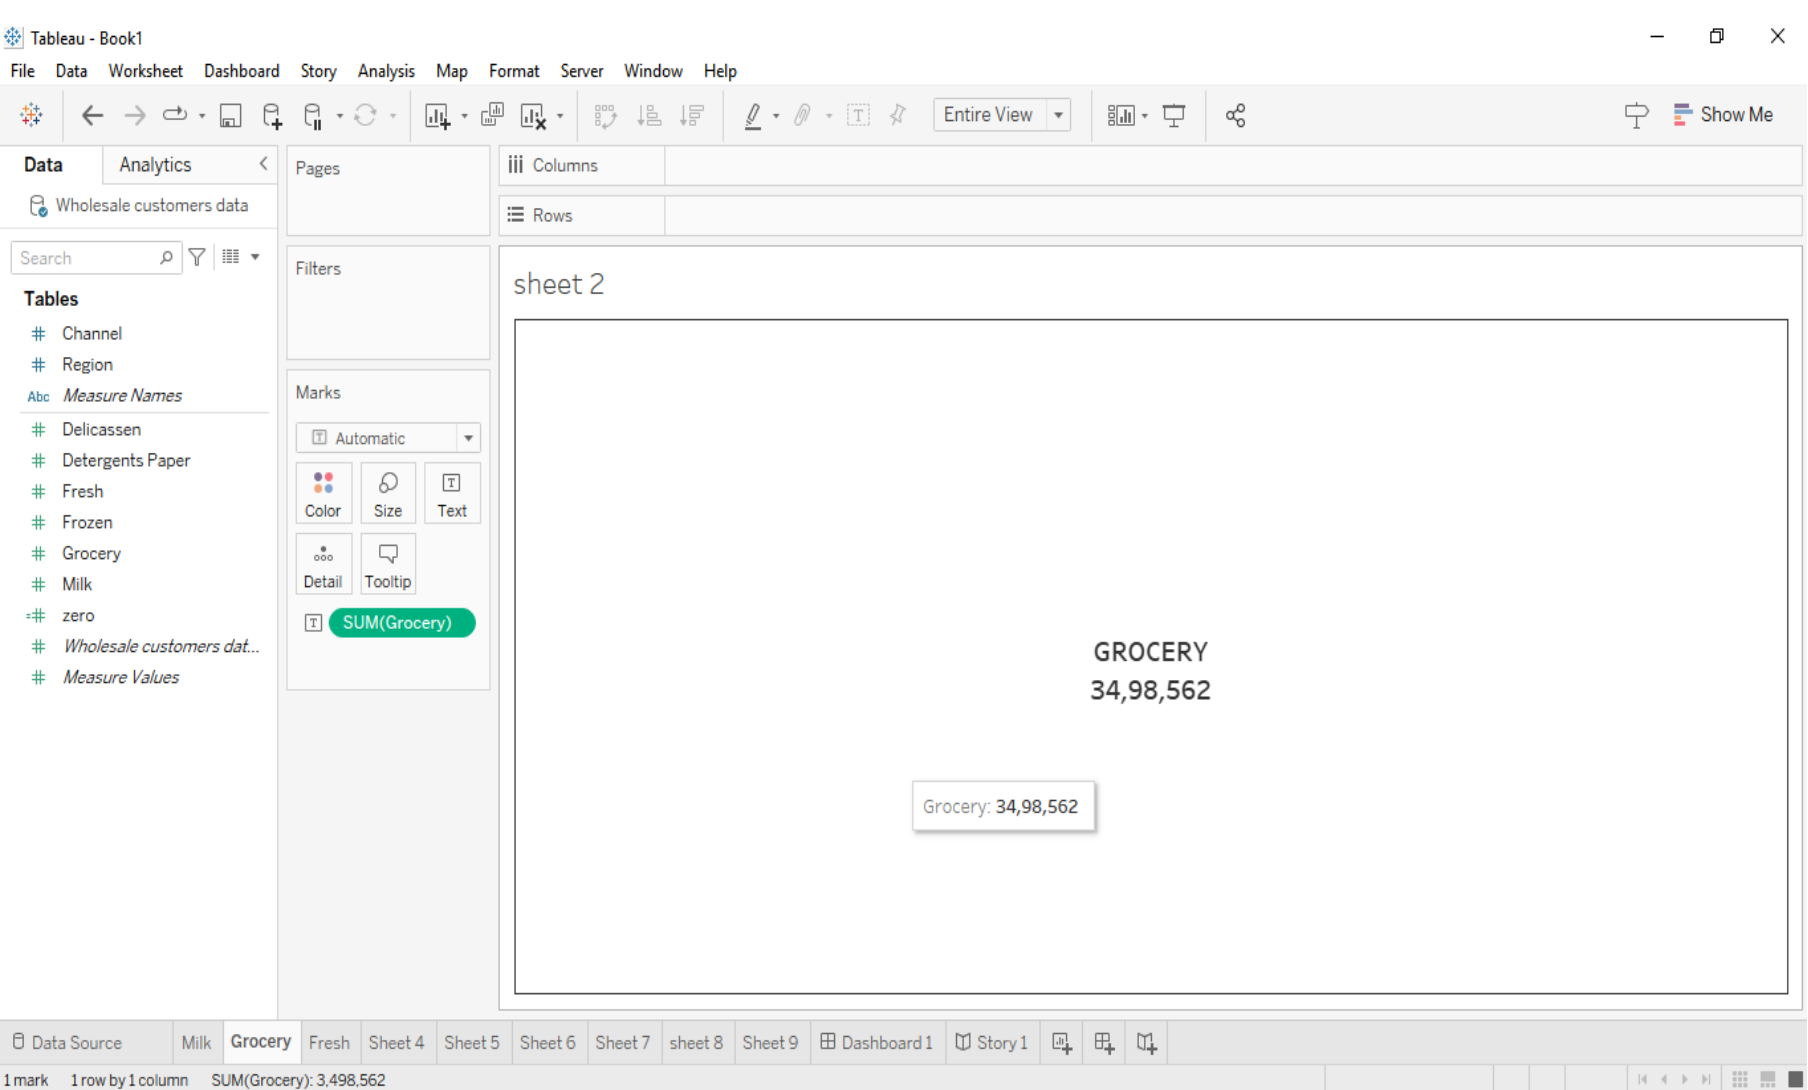 Tableau - Book1
File Data Worksheet Dashboard Story Analysis Map Format Server Window Help
Entire View
Show Me
Data Analytics
Wholesale customers data
Search
Tables
# Channel
# Region
Abc Measure Names
# Delicassen
# Detergents Paper
# Fresh
# Frozen
# Grocery
# Milk
=# zero
# Wholesale customers dat...
# Measure Values
Pages
Filters
Marks
T Automatic
Color Size Text
Detail Tooltip
T SUM(Grocery)
Columns
Rows
sheet 2
GROCERY
34,98,562
Grocery: 34,98,562
Data Source Milk Grocery Fresh Sheet 4 Sheet 5 Sheet 6 Sheet 7 sheet 8 Sheet 9 Dashboard 1 Story 1
1 mark 1 row by 1 column SUM(Grocery): 3,498,562